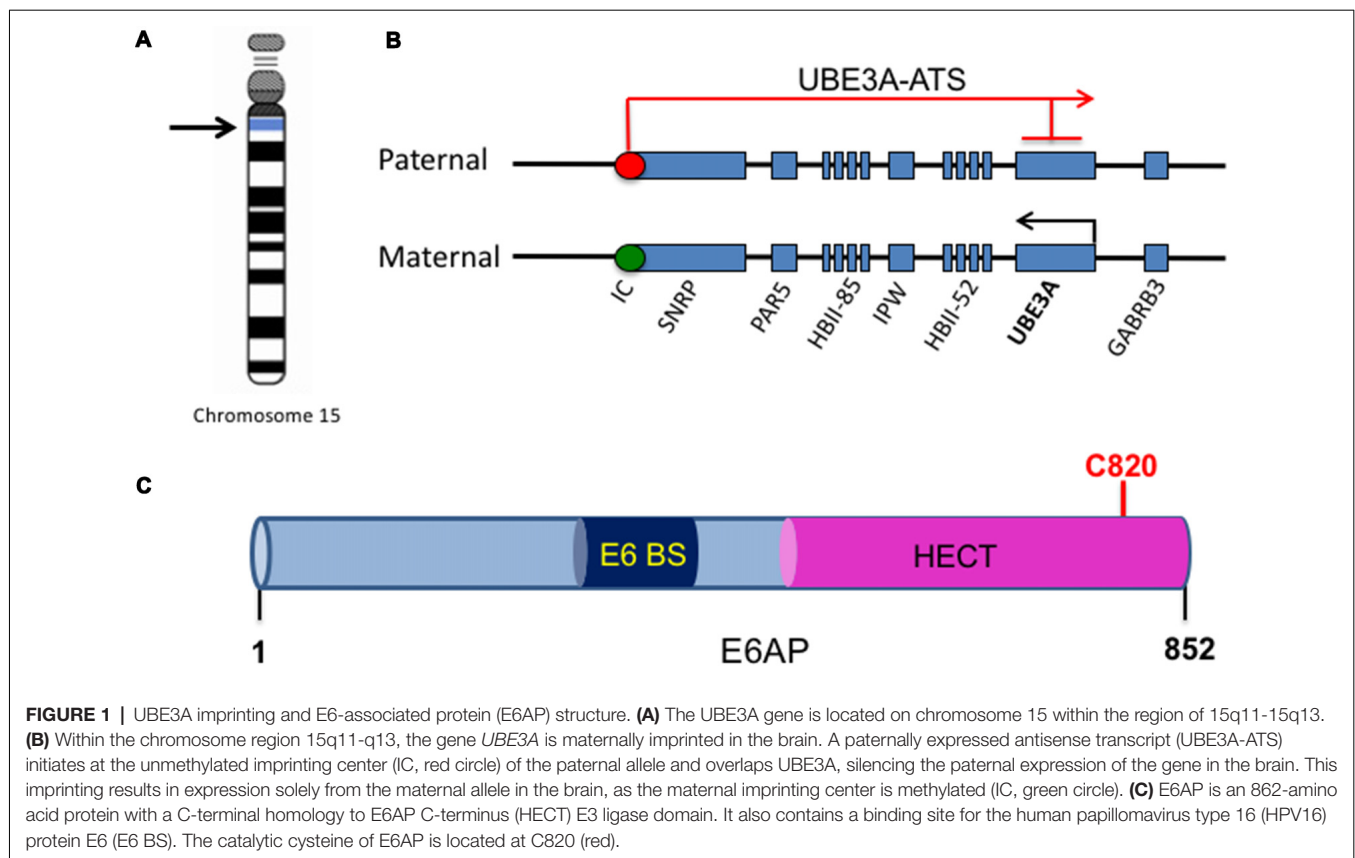 A
B
UBE3A-ATS
Paternal
Maternal
IC
SNRP
PAR5
HBII-85
IPW
HBII-52
UBE3A
GABRB3
Chromosome 15
C
C820
E6 BS
HECT
1
E6AP
852
FIGURE 1 | UBE3A imprinting and E6-associated protein (E6AP) structure. (A) The UBE3A gene is located on chromosome 15 within the region of 15q11-15q13.
(B) Within the chromosome region 15q11-q13, the gene UBE3A is maternally imprinted in the brain. A paternally expressed antisense transcript (UBE3A-ATS)
initiates at the unmethylated imprinting center (IC, red circle) of the paternal allele and overlaps UBE3A, silencing the paternal expression of the gene in the brain. This
imprinting results in expression solely from the maternal allele in the brain, as the maternal imprinting center is methylated (IC, green circle). (C) E6AP is an 862-amino
acid protein with a C-terminal homology to E6AP C-terminus (HECT) E3 ligase domain. It also contains a binding site for the human papillomavirus type 16 (HPV16)
protein E6 (E6 BS). The catalytic cysteine of E6AP is located at C820 (red).